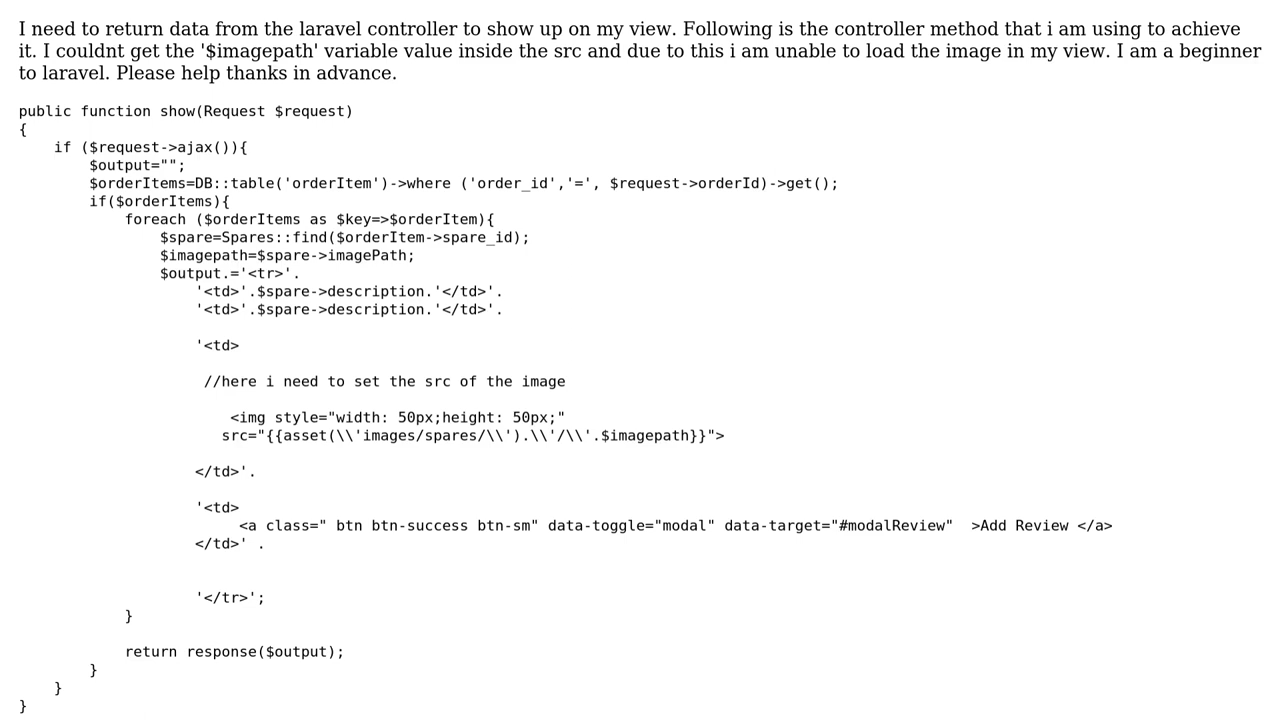 I need to return data from the laravel controller to show up on my view. Following is the controller method that i am using to achieve
it. I couldnt get the '$imagepath' variable value inside the src and due to this i am unable to load the image in my view. I am a beginner
to laravel. Please help thanks in advance.
public function show(Request $request)
{
    if ($request->ajax()){
        $output="";
        $orderItems=DB::table('orderItem')->where ('order_id','=', $request->orderId)->get();
        if($orderItems){
            foreach ($orderItems as $key=>$orderItem){
                $spare=Spares::find($orderItem->spare_id);
                $imagepath=$spare->imagePath;
                $output.='<tr>'.
                    '<td>'.$spare->description.'</td>'.
                    '<td>'.$spare->description.'</td>'.
                    '<td>
                     //here i need to set the src of the image
                        <img style="width: 50px;height: 50px;"
                       src="{{asset(\\'images/spares/\\').\\'/\\'.$imagepath}}">
                    </td>'.
                    '<td>
                         <a class=" btn btn-success btn-sm" data-toggle="modal" data-target="#modalReview"  >Add Review </a>
                    </td>' .
                    '</tr>';
            }
            return response($output);
        }
    }
}